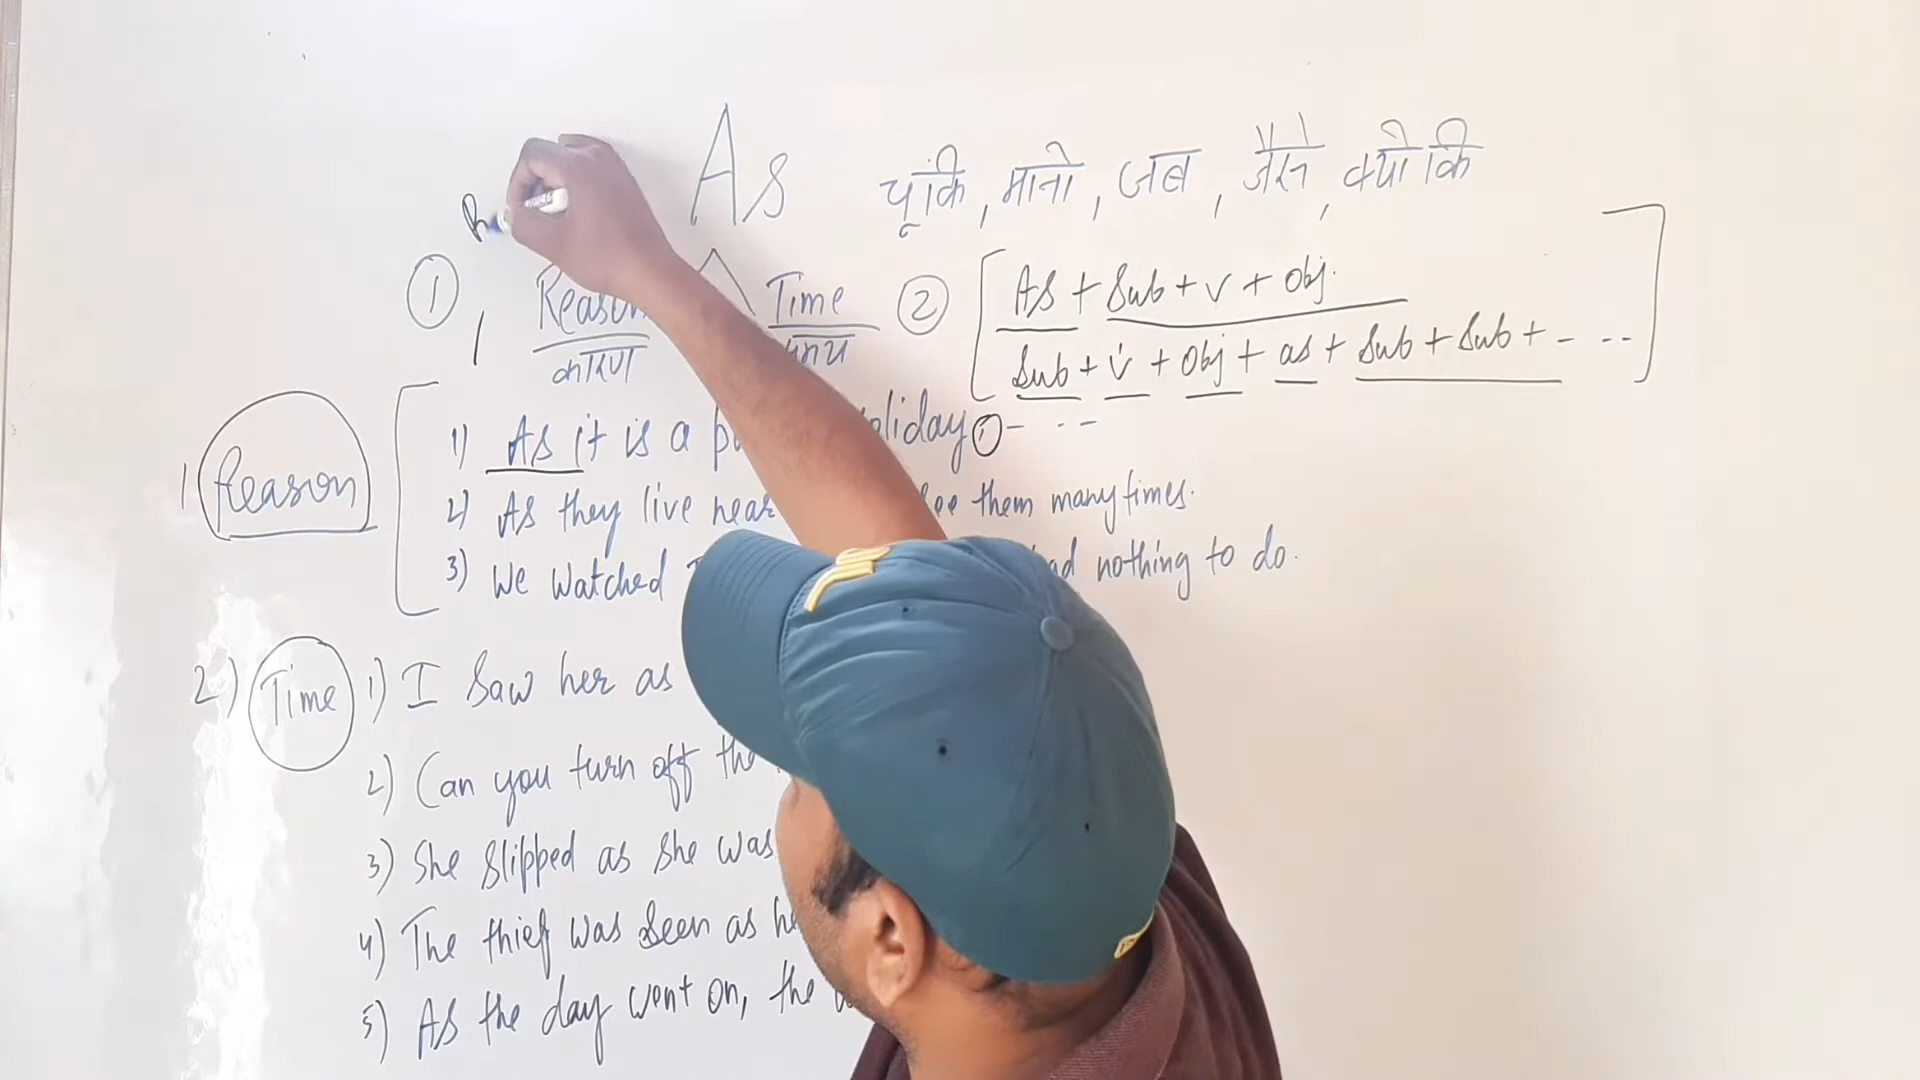 As चूंकि, मानो, जब, जैसे, क्योकि
① Reason Time ② As + Sub + v + Obj.
कारण समय Sub + v + Obj + as + Sub + Sub + - - -
1 Reason
1) As it is a holiday - - -
2) As they live near see them many times.
3) We watched had nothing to do.
2) Time 1) I saw her as
2) Can you turn off the
3) She slipped as she was
4) The thief was seen as he
5) As the day went on, the